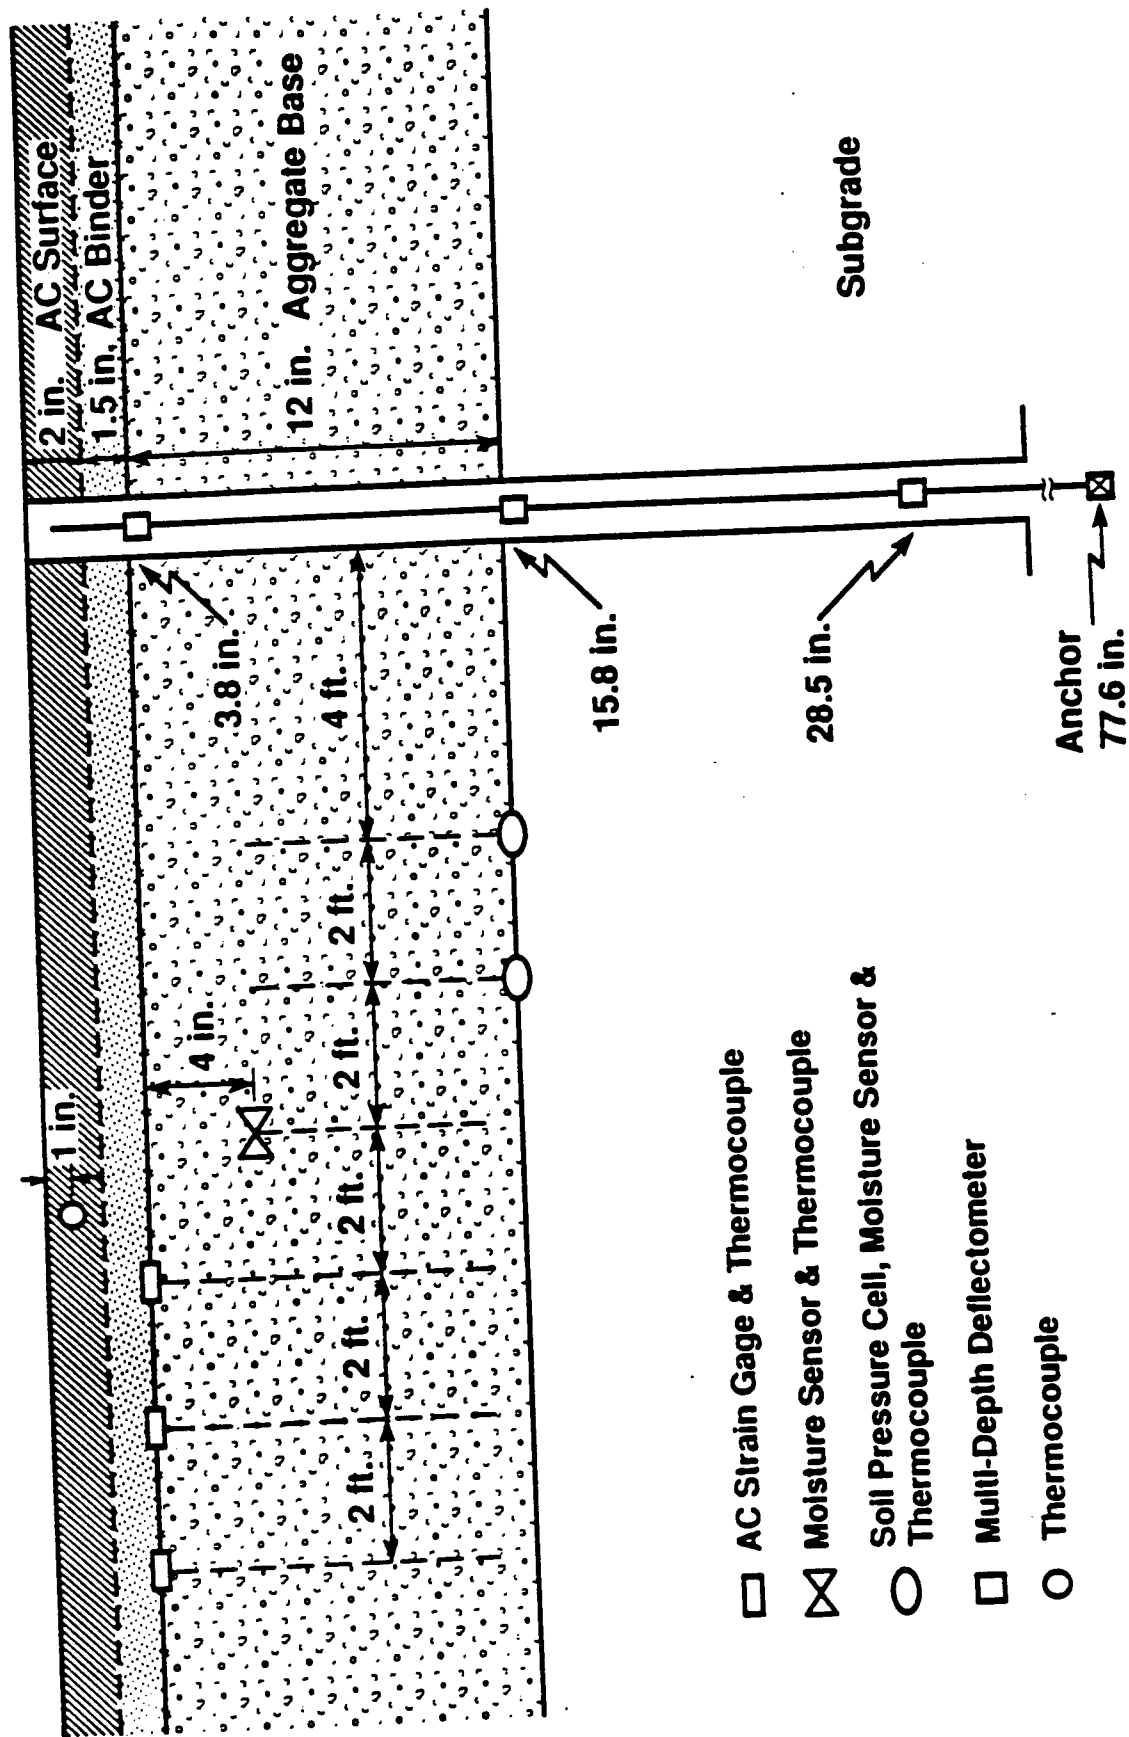 2 in. AC Surface
1.5 in. AC Binder
12 in. Aggregate Base
1 in.
4 in.
3.8 in.
2 ft.
2 ft.
2 ft.
2 ft.
2 ft.
4 ft.
15.8 in.
28.5 in.
Subgrade
Anchor
77.6 in.
AC Strain Gage & Thermocouple
Moisture Sensor & Thermocouple
Soil Pressure Cell, Moisture Sensor &
Thermocouple
Multi-Depth Deflectometer
Thermocouple